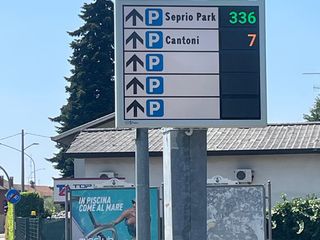 P Seprio Park 336
P Cantoni 7
P
P
P
IN PISCINA
COME AL MARE